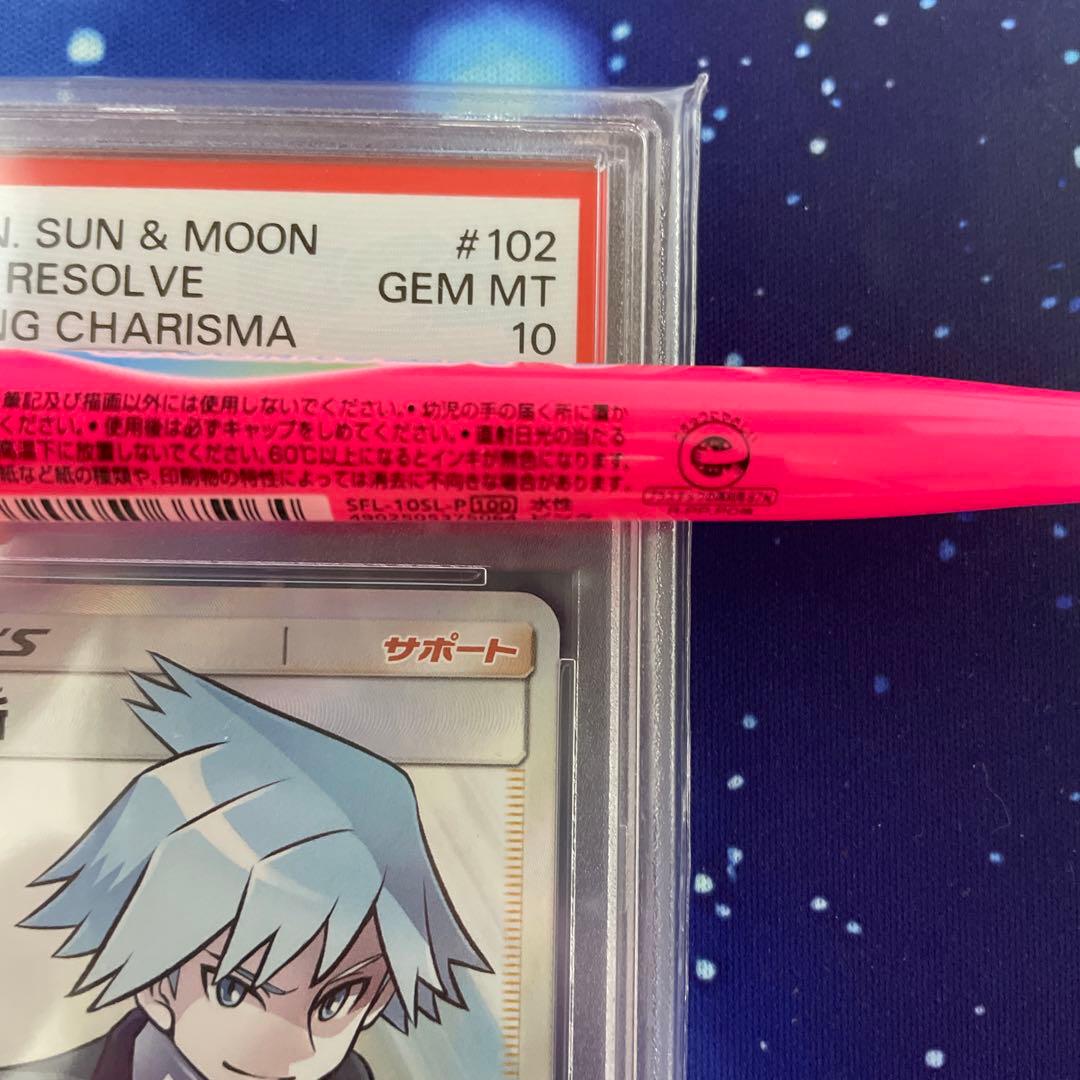 N. SUN & MOON #102
RESOLVE GEM MT
NG CHARISMA 10
筆記及び描画以外には使用しないでください。• 幼児の手の届く所に置か
ください。• 使用後は必ずキャップをしめてください。• 直射日光の当たる
高温下に放置しないでください。60℃以上になるとインキが無色になります。
紙など紙の種類や、印刷物の特性によっては消去に不向きな場合があります。
SFL-10SL-P 100 水性
4902505375064
サポート